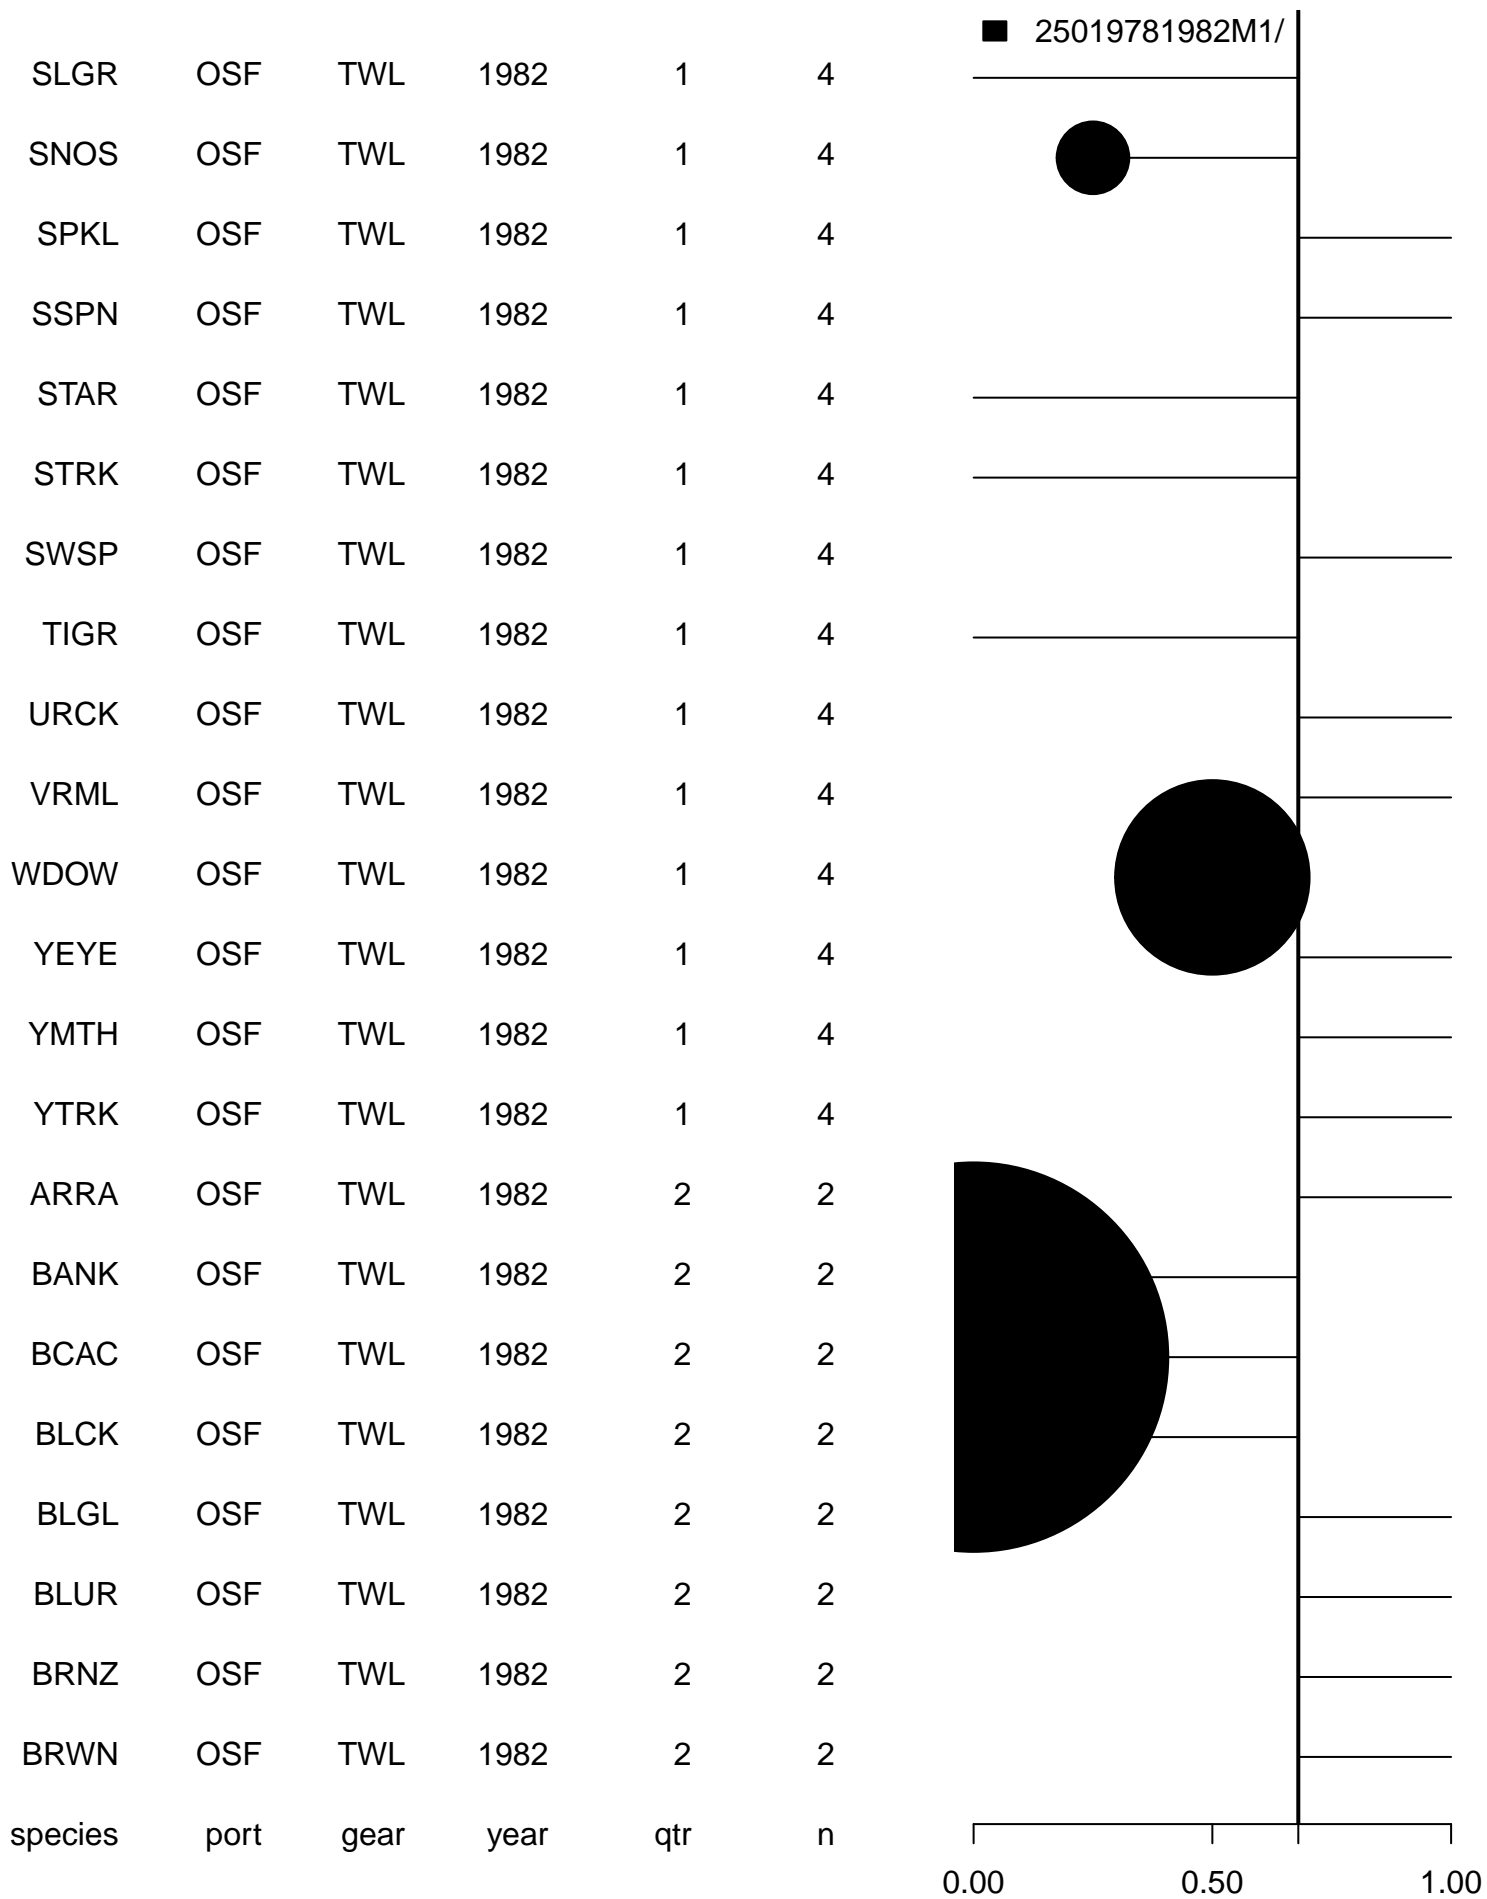 25019781982M1/
SLGR OSF TWL 1982 1 4
SNOS OSF TWL 1982 1 4
SPKL OSF TWL 1982 1 4
SSPN OSF TWL 1982 1 4
STAR OSF TWL 1982 1 4
STRK OSF TWL 1982 1 4
SWSP OSF TWL 1982 1 4
TIGR OSF TWL 1982 1 4
URCK OSF TWL 1982 1 4
VRML OSF TWL 1982 1 4
WDOW OSF TWL 1982 1 4
YEYE OSF TWL 1982 1 4
YMTH OSF TWL 1982 1 4
YTRK OSF TWL 1982 1 4
ARRA OSF TWL 1982 2 2
BANK OSF TWL 1982 2 2
BCAC OSF TWL 1982 2 2
BLCK OSF TWL 1982 2 2
BLGL OSF TWL 1982 2 2
BLUR OSF TWL 1982 2 2
BRNZ OSF TWL 1982 2 2
BRWN OSF TWL 1982 2 2
species port gear year qtr n
0.00 0.50 1.00